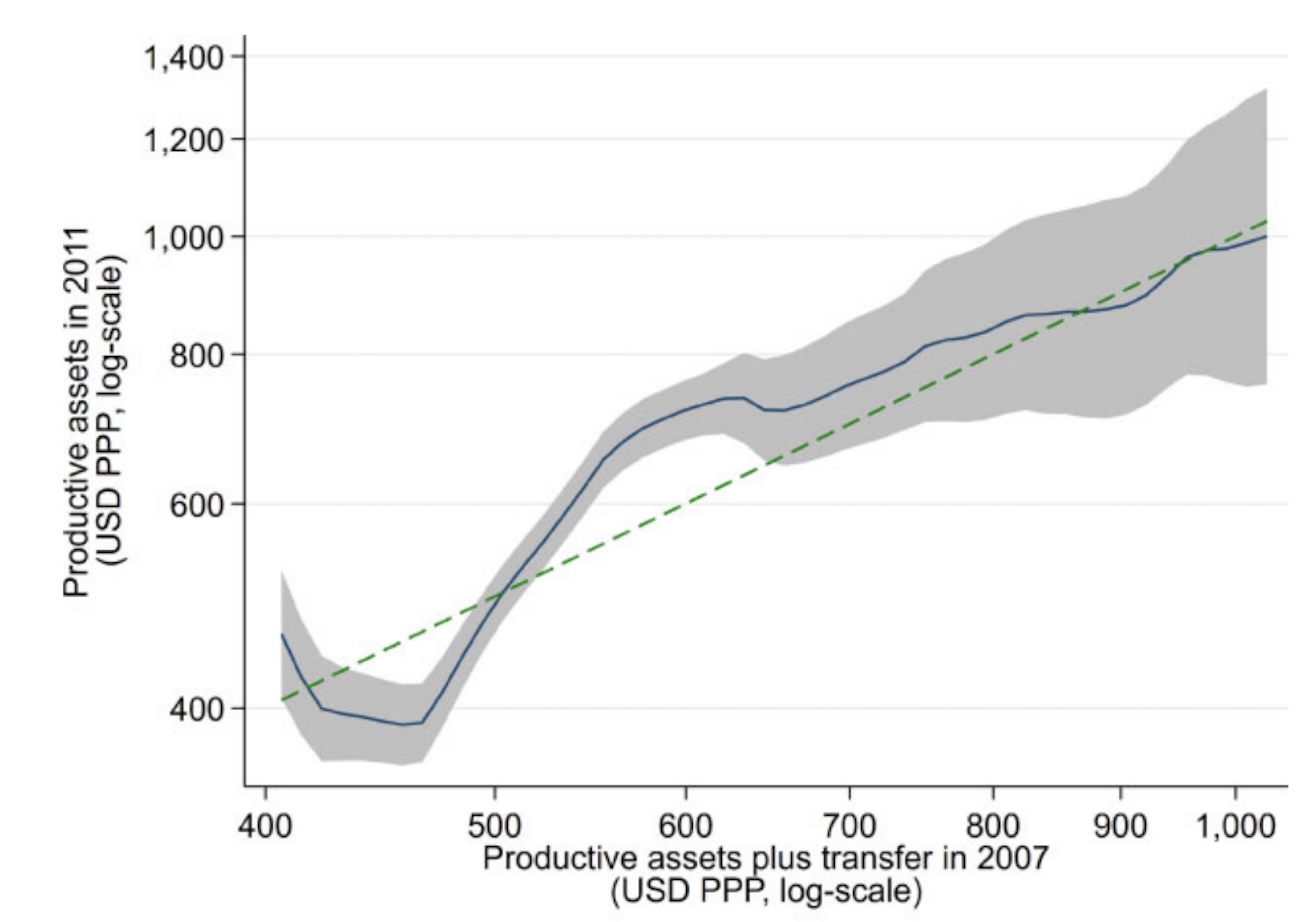 1,400
1,200
1,000
800
600
400
Productive assets in 2011
(USD PPP, log-scale)
400 500 600 700 800 900 1,000
Productive assets plus transfer in 2007
(USD PPP, log-scale)